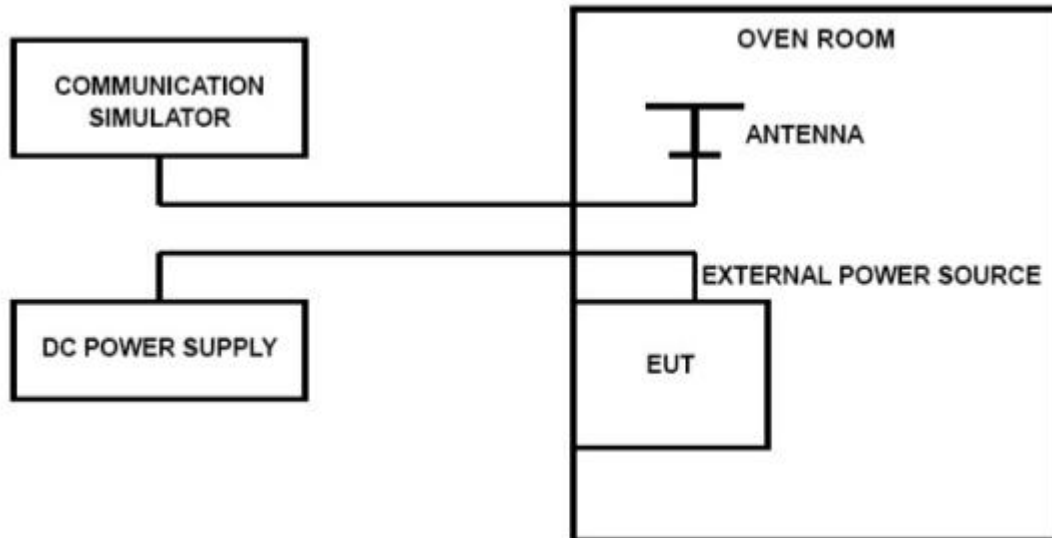 OVEN ROOM
COMMUNICATION
SIMULATOR
ANTENNA
EXTERNAL POWER SOURCE
DC POWER SUPPLY
EUT